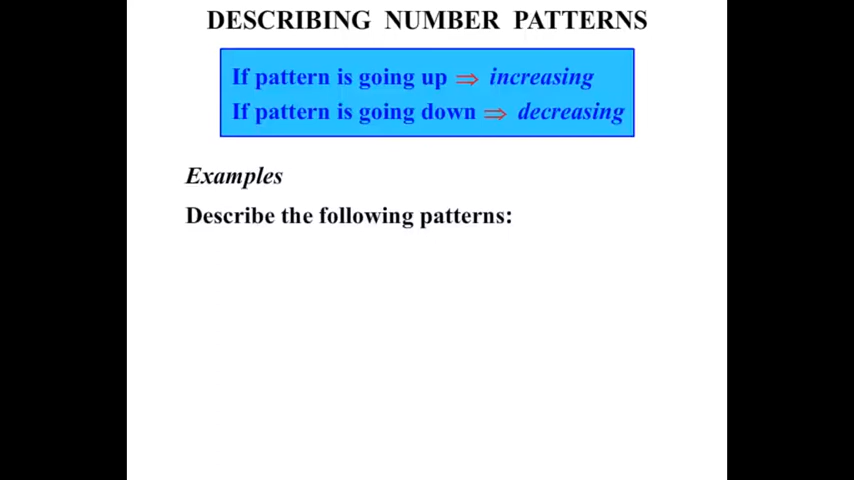 DESCRIBING NUMBER PATTERNS
If pattern is going up ⇒ increasing
If pattern is going down ⇒ decreasing
Examples
Describe the following patterns: